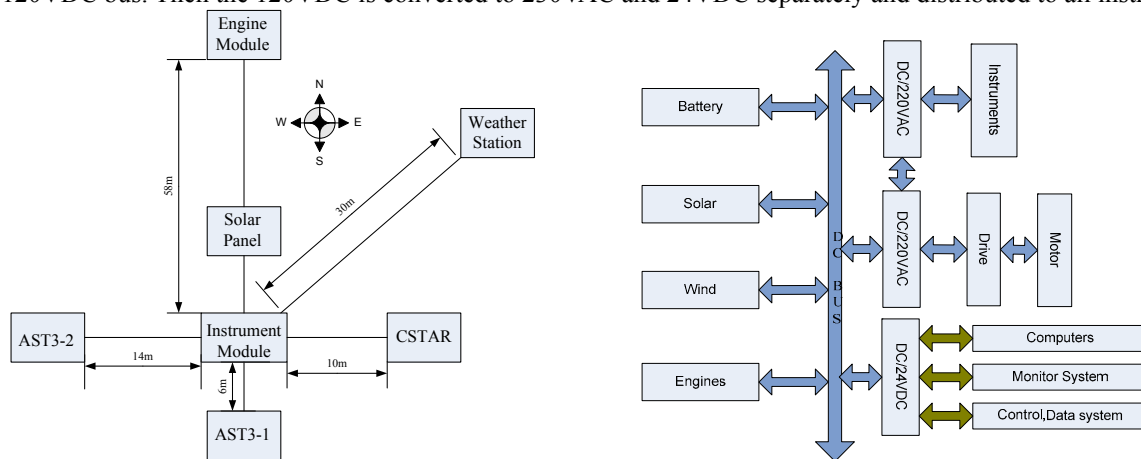 120VDC bus. Then the 120VDC is converted to 230VAC and 24VDC separately and distributed to all
Engine
Module
N
W
E
S
Weather
Station
58m
30m
Solar
Panel
AST3-2
Instrument
Module
CSTAR
14m
10m
6m
AST3-1
Battery
Solar
Wind
Engines
DC BUS
DC/220VAC
Instruments
DC/220VAC
Drive
Motor
DC/24VDC
Computers
Monitor System
Control,Data system